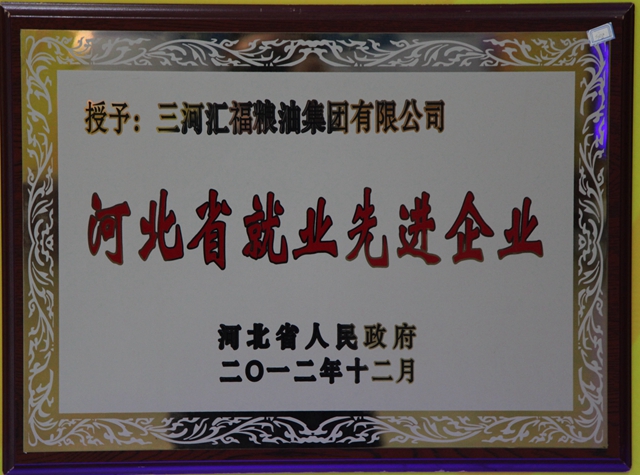 授予：三河汇福粮油集团有限公司
河北省就业先进企业
河北省人民政府
二〇一二年十二月